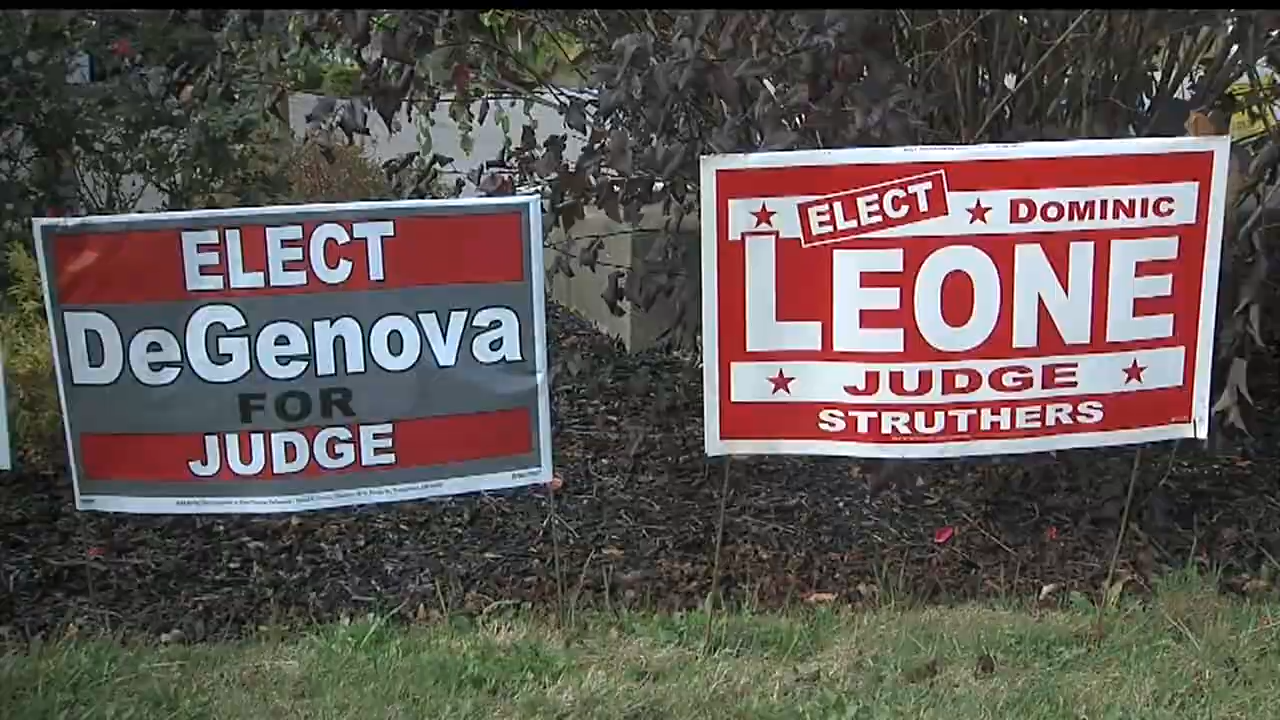 ELECT
DeGenova
FOR
JUDGE
ELECT DOMINIC
LEONE
JUDGE
STRUTHERS